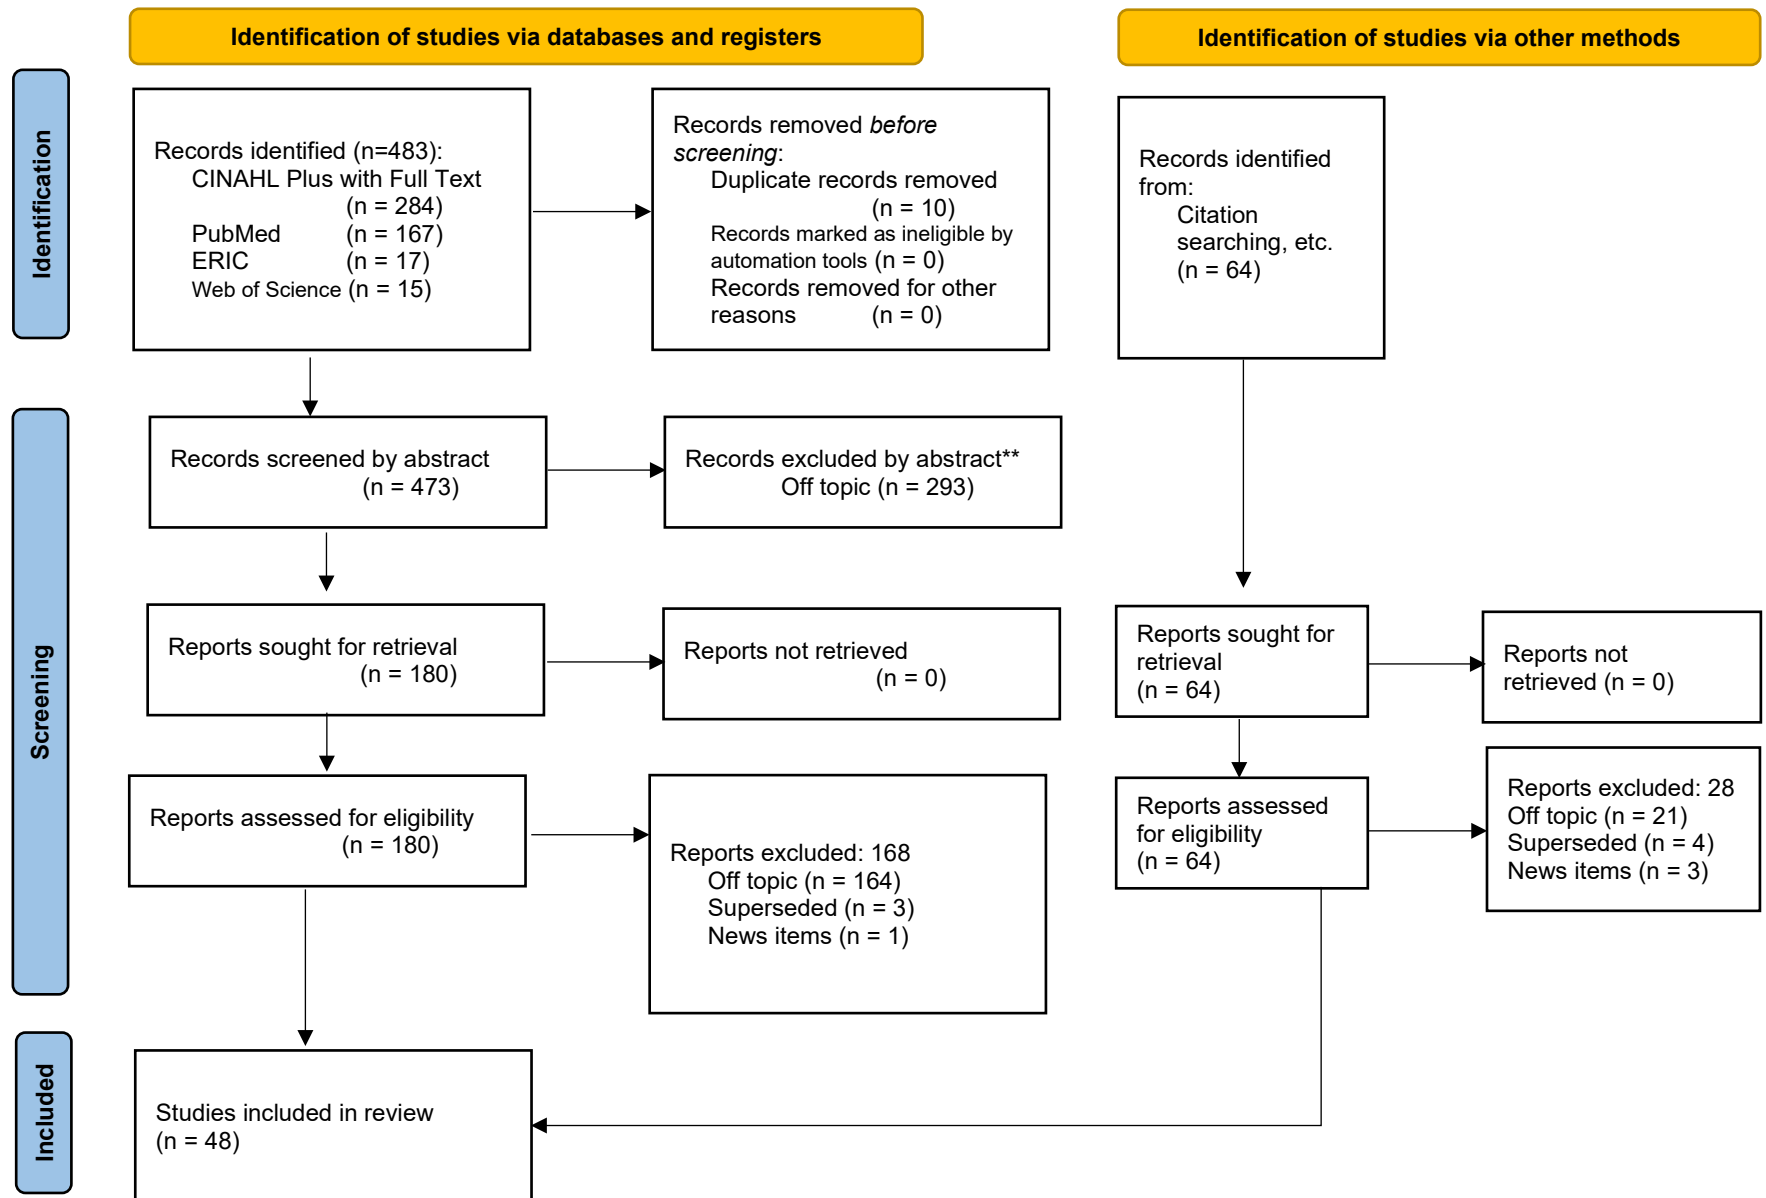 Identification of studies via databases and registers
Identification of studies via other methods
Identification
Records identified (n=483):
CINAHL Plus with Full Text
(n = 284)
PubMed (n = 167)
ERIC (n = 17)
Web of Science (n = 15)
Records removed before
screening:
Duplicate records removed
(n = 10)
Records marked as ineligible by
automation tools (n = 0)
Records removed for other
reasons (n = 0)
Records identified
from:
Citation
searching, etc.
(n = 64)
Screening
Records screened by abstract
(n = 473)
Records excluded by abstract**
Off topic (n = 293)
Reports sought for retrieval
(n = 180)
Reports not retrieved
(n = 0)
Reports sought for
retrieval
(n = 64)
Reports not
retrieved (n = 0)
Reports assessed for eligibility
(n = 180)
Reports excluded: 168
Off topic (n = 164)
Superseded (n = 3)
News items (n = 1)
Reports assessed
for eligibility
(n = 64)
Reports excluded: 28
Off topic (n = 21)
Superseded (n = 4)
News items (n = 3)
Included
Studies included in review
(n = 48)